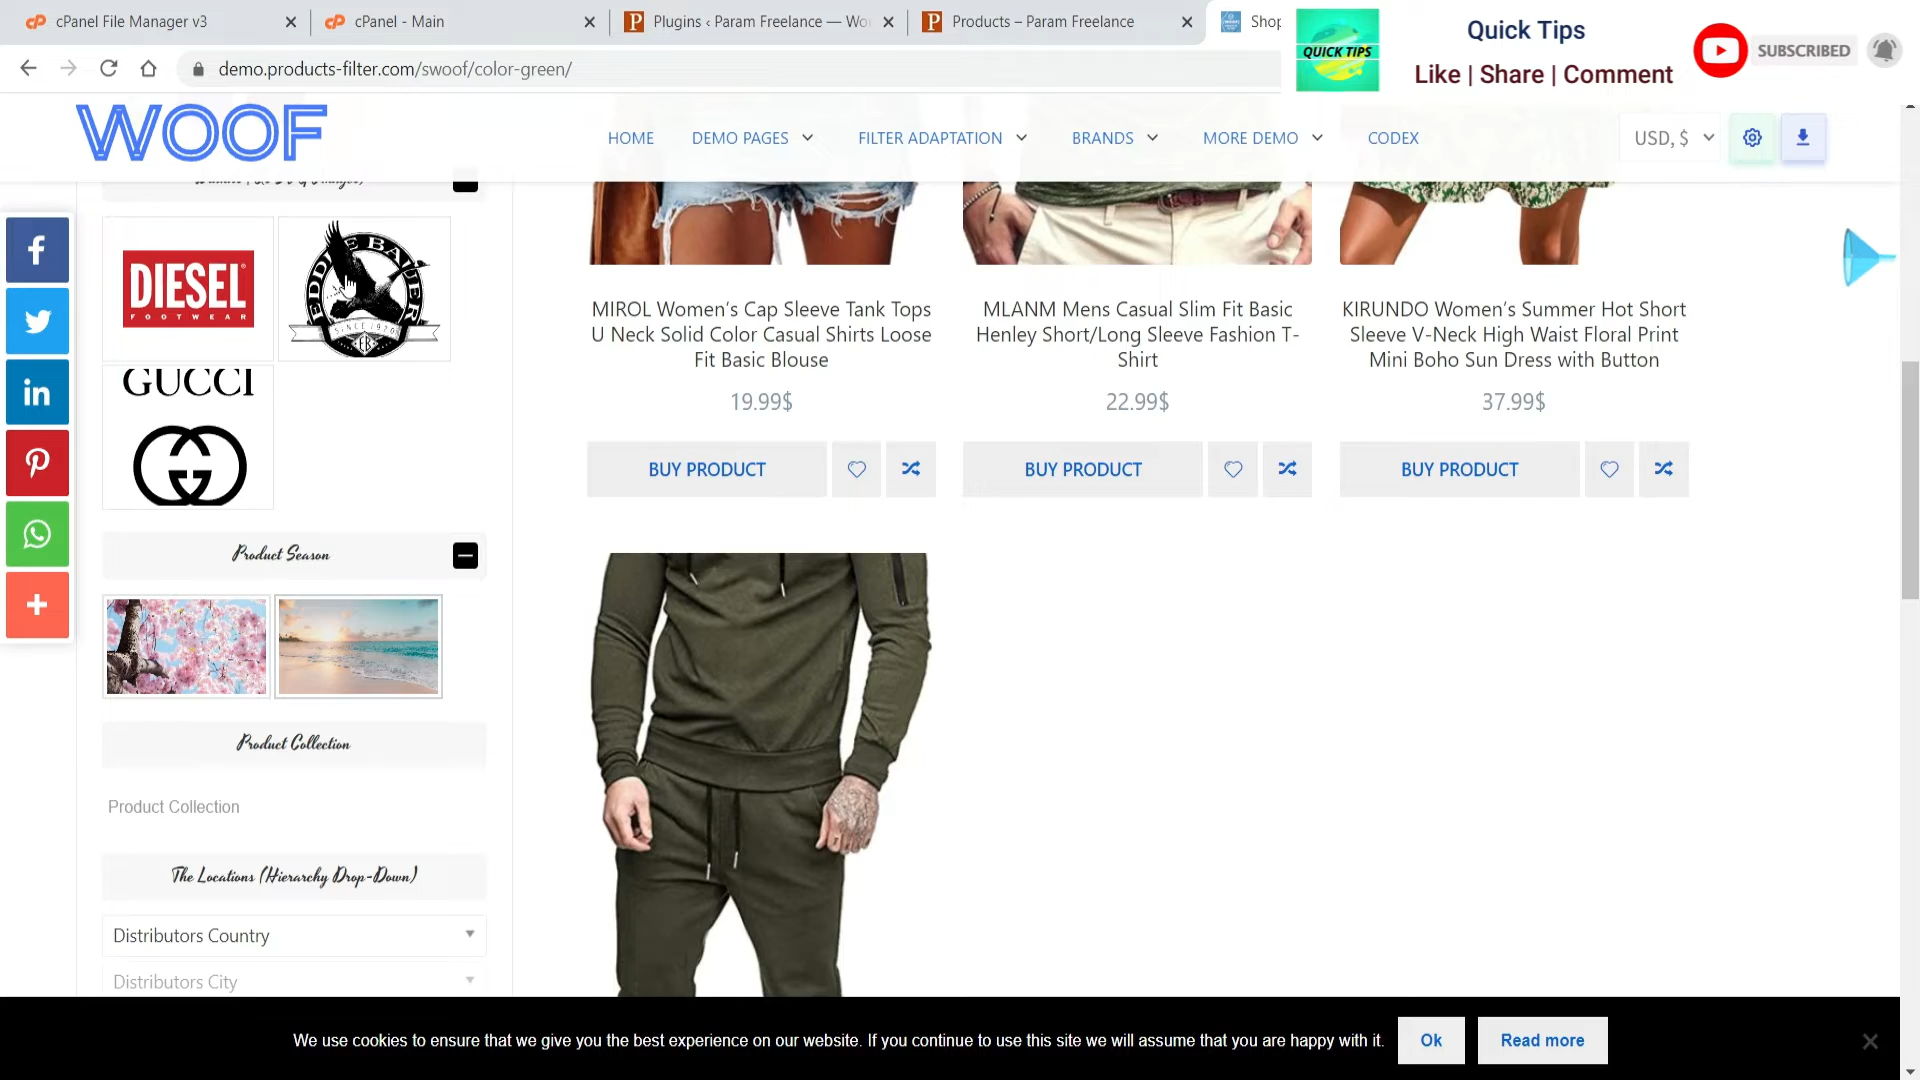 cPanel File Manager v3
cPanel - Main
Plugins ‹ Param Freelance — Wo
Products – Param Freelance
Shop
demo.products-filter.com/swoof/color-green/
QUICK TIPS
Quick Tips
Like | Share | Comment
SUBSCRIBED
WOOF
HOME
DEMO PAGES
FILTER ADAPTATION
BRANDS
MORE DEMO
CODEX
USD, $
DIESEL
FOOTWEAR
EDDIE BAUER
SINCE 1920
EB
GUCCI
MIROL Women’s Cap Sleeve Tank Tops
U Neck Solid Color Casual Shirts Loose
Fit Basic Blouse
19.99$
BUY PRODUCT
MLANM Mens Casual Slim Fit Basic
Henley Short/Long Sleeve Fashion T-
Shirt
22.99$
BUY PRODUCT
KIRUNDO Women’s Summer Hot Short
Sleeve V-Neck High Waist Floral Print
Mini Boho Sun Dress with Button
37.99$
BUY PRODUCT
Product Season
Product Collection
Product Collection
The Locations (Hierarchy Drop-Down)
Distributors Country
Distributors City
We use cookies to ensure that we give you the best experience on our website. If you continue to use this site we will assume that you are happy with it.
Ok
Read more